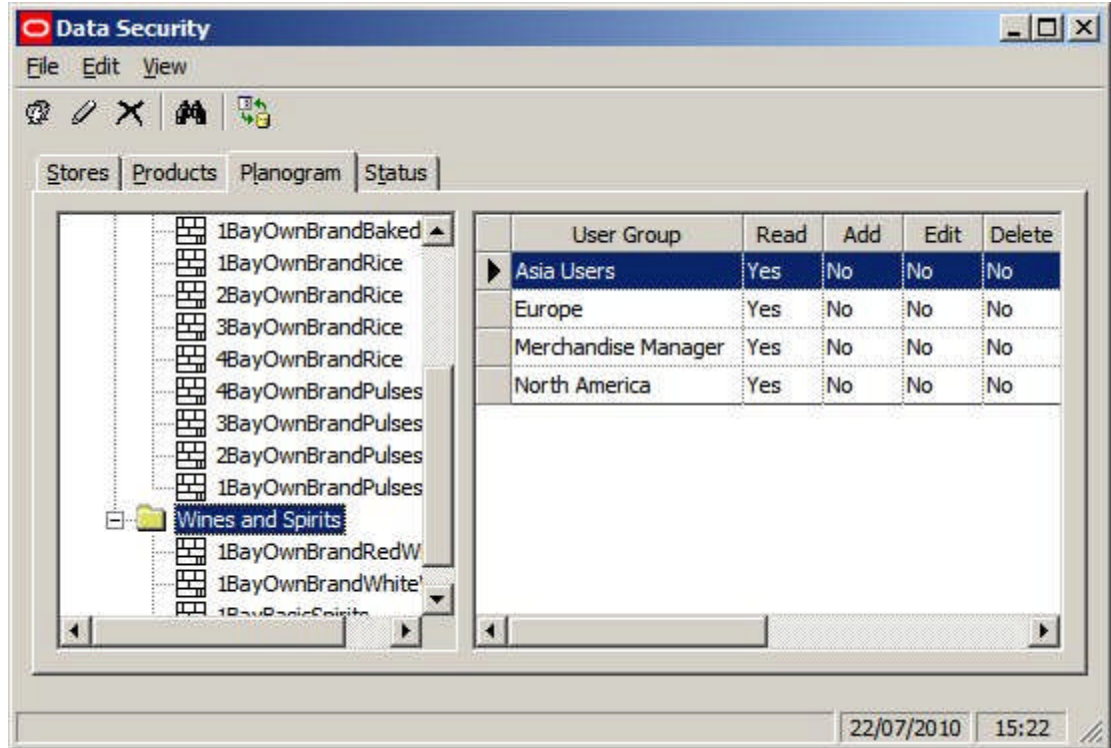 Data Security
File Edit View
Stores Products Planogram Status
1BayOwnBrandBaked
1BayOwnBrandRice
2BayOwnBrandRice
3BayOwnBrandRice
4BayOwnBrandRice
4BayOwnBrandPulses
3BayOwnBrandPulses
2BayOwnBrandPulses
1BayOwnBrandPulses
Wines and Spirits
1BayOwnBrandRedW
1BayOwnBrandWhite
1BayBasicSpirits
User Group Read Add Edit Delete
Asia Users Yes No No No
Europe Yes No No No
Merchandise Manager Yes No No No
North America Yes No No No
22/07/2010 15:22